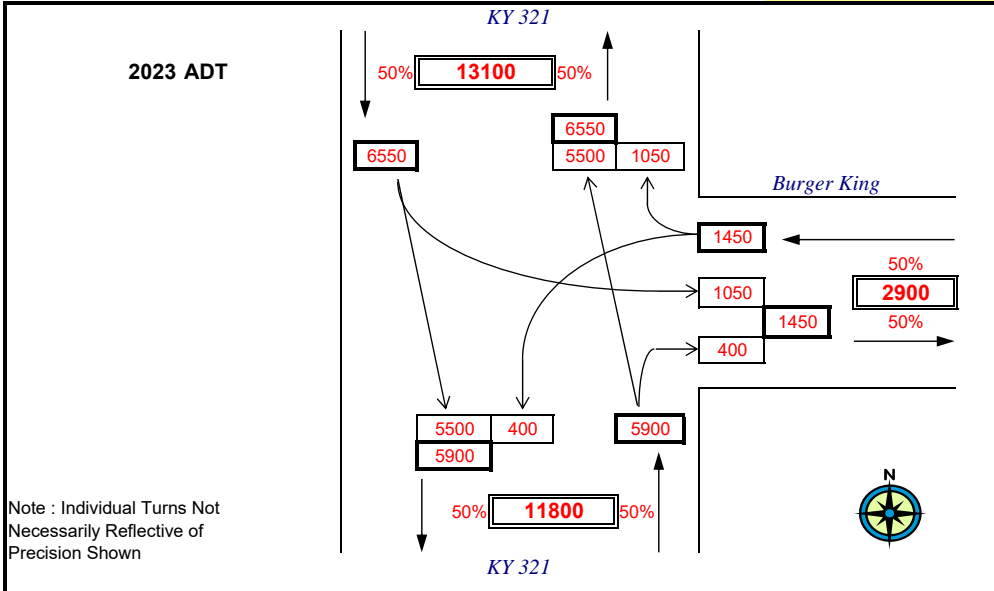 KY 321
2023 ADT
50% 13100 50%
6550
6550
5500 1050
Burger King
1450
50%
1050
2900
1450
50%
400
5500 400
5900
5900
N
Note : Individual Turns Not
Necessarily Reflective of
Precision Shown
50% 11800 50%
KY 321